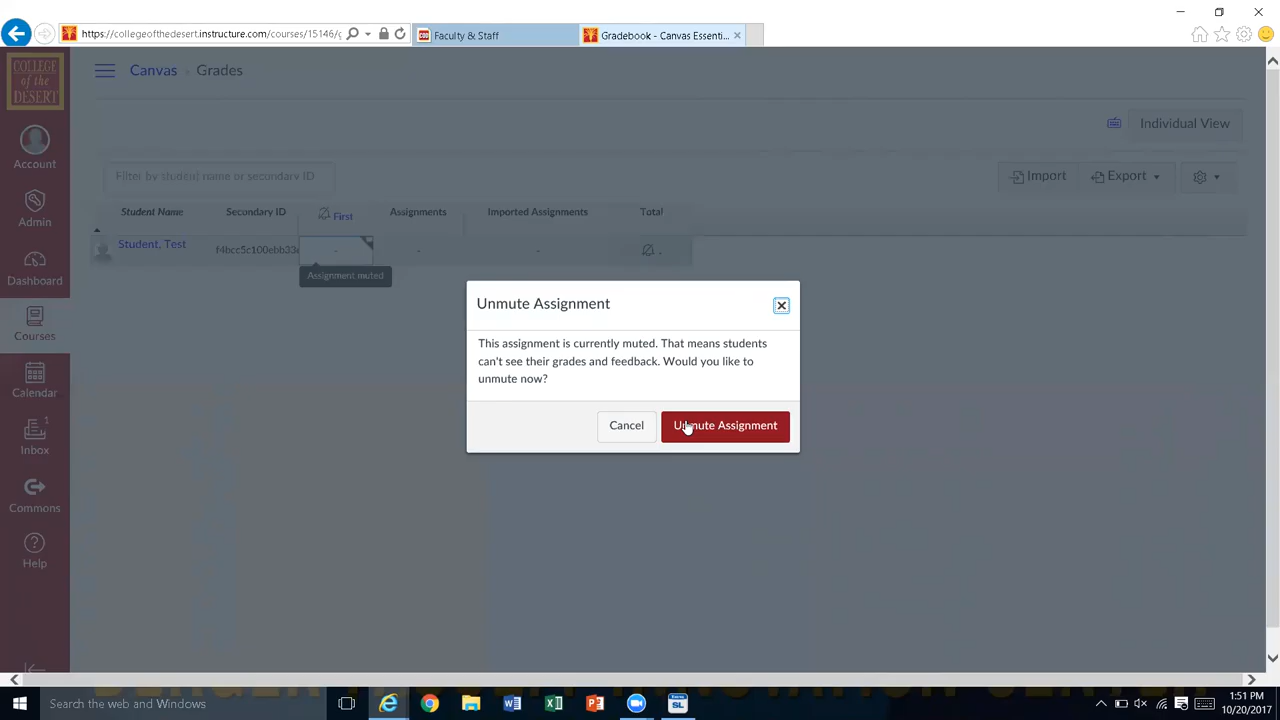 https://collegeofthedesert.instructure.com/courses/15146/g
COD Faculty & Staff
Gradebook - Canvas Essenti...
COLLEGE
of the
DESERT
Canvas > Grades
Account
Admin
Dashboard
Courses
Calendar
1
Inbox
Commons
Help
Individual View
Filter by student name or secondary ID
Import
Export
Student Name
Secondary ID
First
Assignments
Imported Assignments
Total
Student, Test
f4bcc5c100ebb33
-
-
-
Assignment muted
Unmute Assignment
This assignment is currently muted. That means students
can't see their grades and feedback. Would you like to
unmute now?
Cancel
Unmute Assignment
Search the web and Windows
1:51 PM
10/20/2017